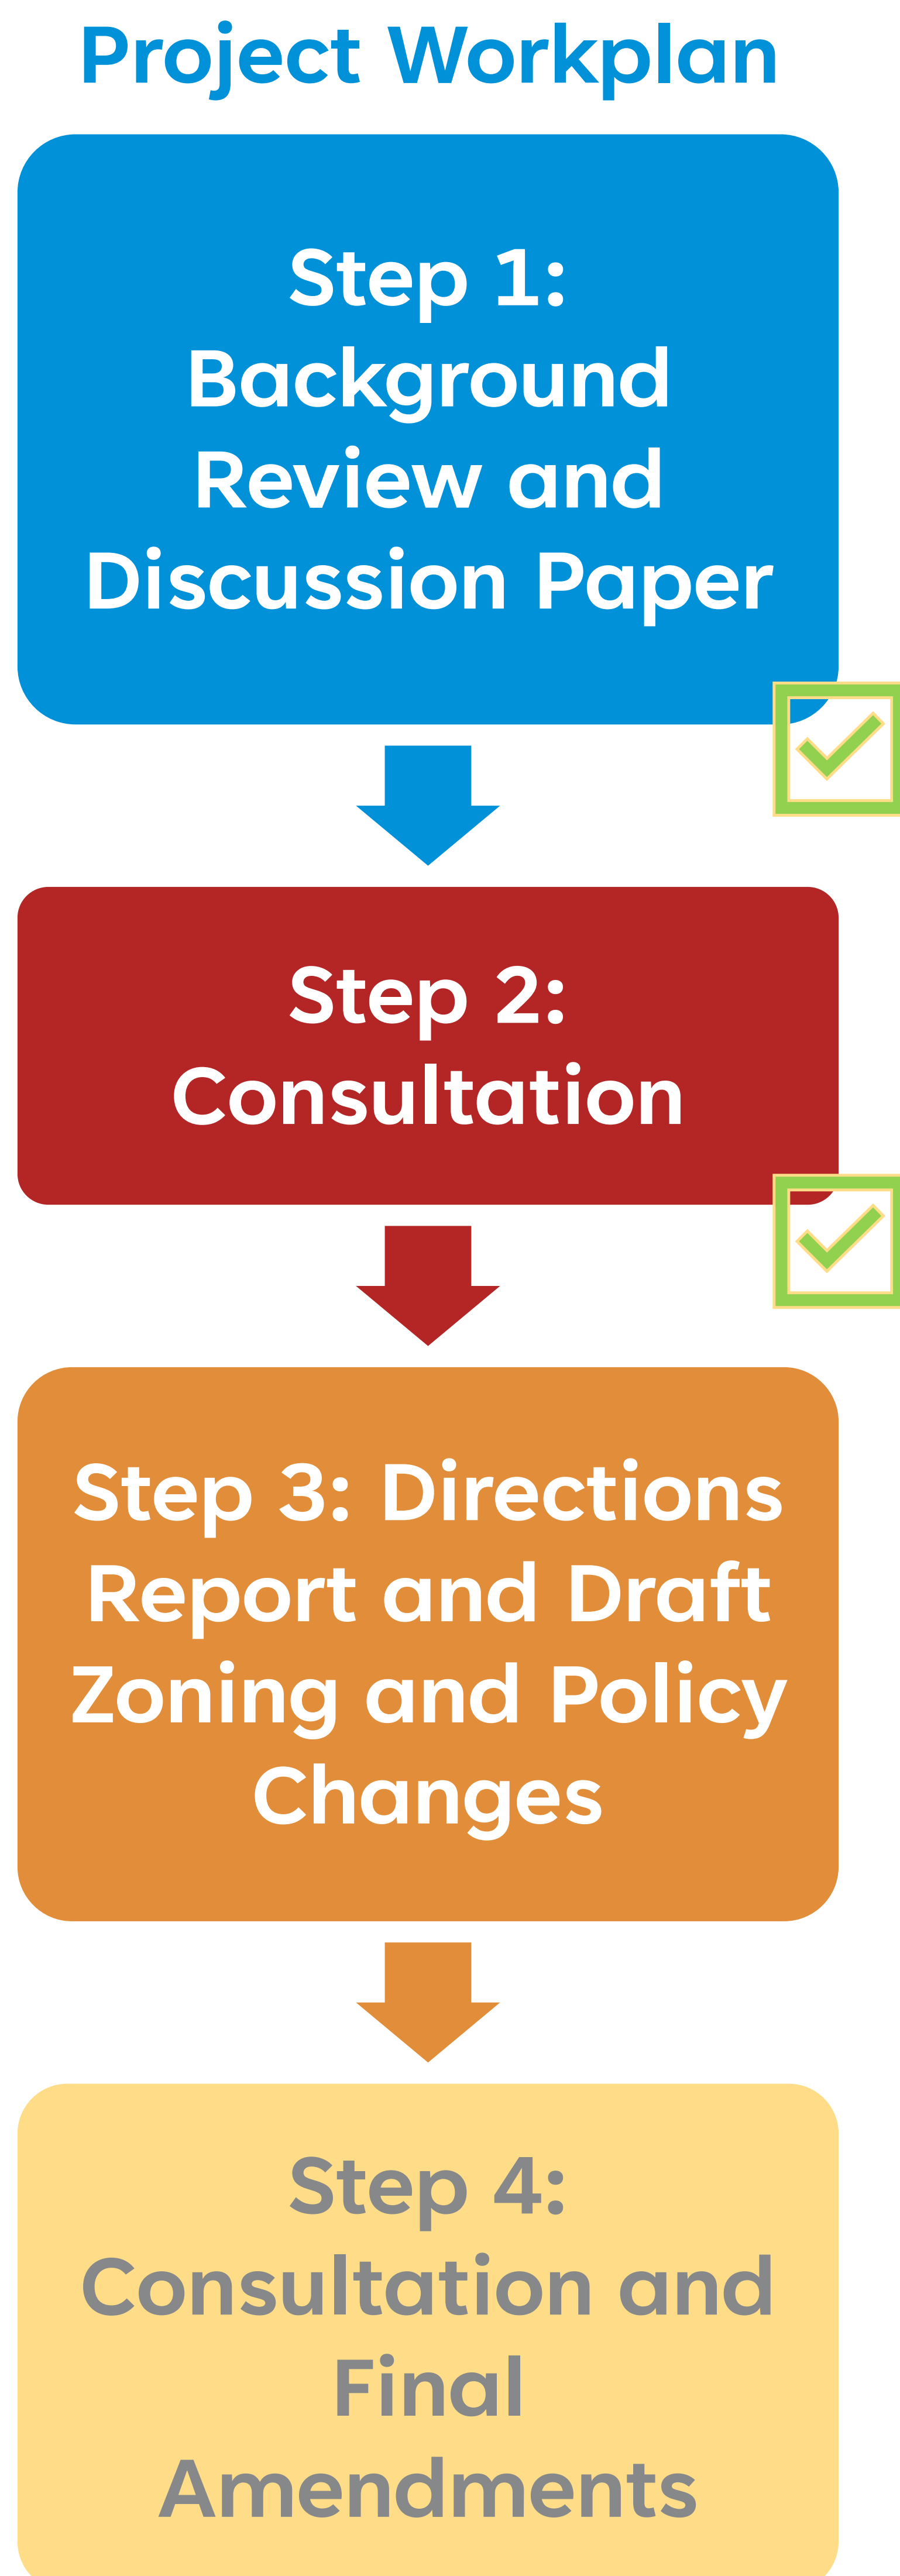 Project Workplan
Step 1:
Background
Review and
Discussion Paper
Step 2:
Consultation
Step 3: Directions
Report and Draft
Zoning and Policy
Changes
Step 4:
Consultation and
Final
Amendments